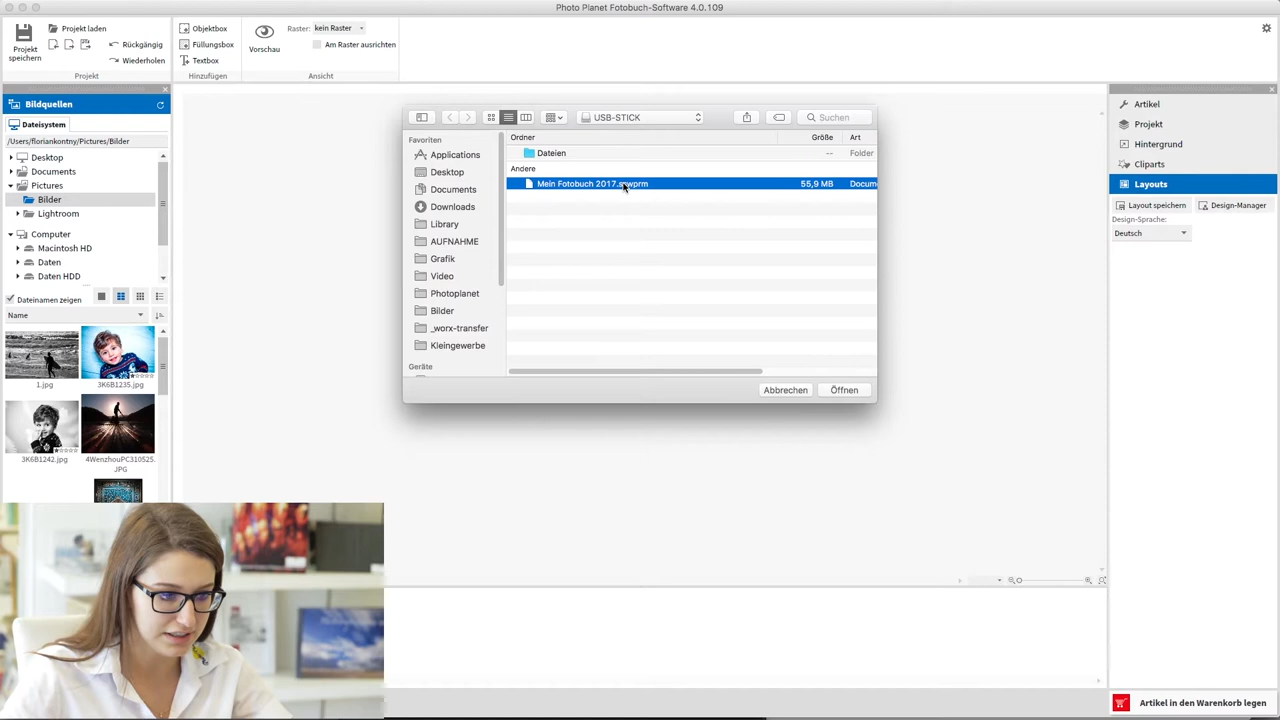 Photo Planet Fotobuch-Software 4.0.109
Projekt speichern
Projekt laden
Rückgängig
Wiederholen
Projekt
Objektbox
Füllungsbox
Textbox
Hinzufügen
Vorschau
Raster: kein Raster
Am Raster ausrichten
Ansicht
Bildquellen
Dateisystem
/Users/floriankontny/Pictures/Bilder
Desktop
Documents
Pictures
Bilder
Lightroom
Computer
Macintosh HD
Daten
Daten HDD
Dateinamen zeigen
Name
1.jpg
3K6B1235.jpg
3K6B1242.jpg
4WenzhouPC310525.JPG
USB-STICK
Suchen
Favoriten
Applications
Desktop
Documents
Downloads
Library
AUFNAHME
Grafik
Video
Photoplanet
Bilder
_worx-transfer
Kleingewerbe
Geräte
Ordner Größe Art
Dateien -- Folder
Andere
Mein Fotobuch 2017 55,9 MB Docum
Abbrechen
Öffnen
Artikel
Projekt
Hintergrund
Cliparts
Layouts
Layout speichern
Design-Manager
Design-Sprache:
Deutsch
Artikel in den Warenkorb legen